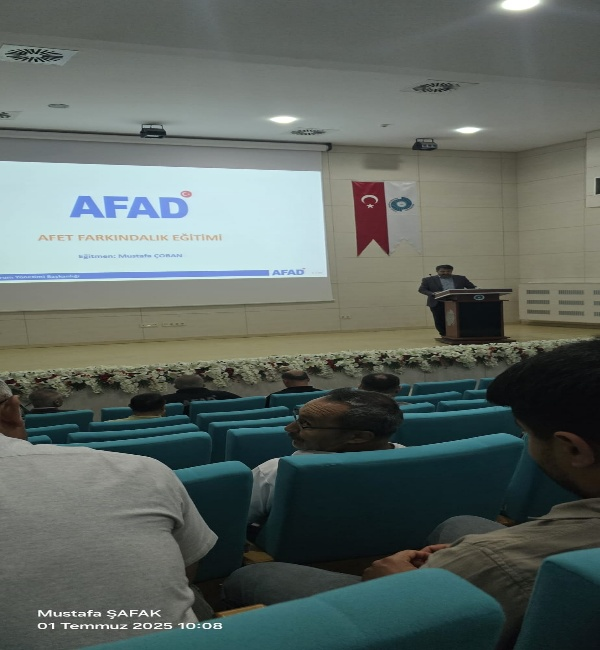 AFAD
AFET FARKINDALIK EĞİTİMİ
Eğitmen: Mustafa ÇOBAN
AFAD
Mustafa ŞAFAK
01 Temmuz 2025 10:08